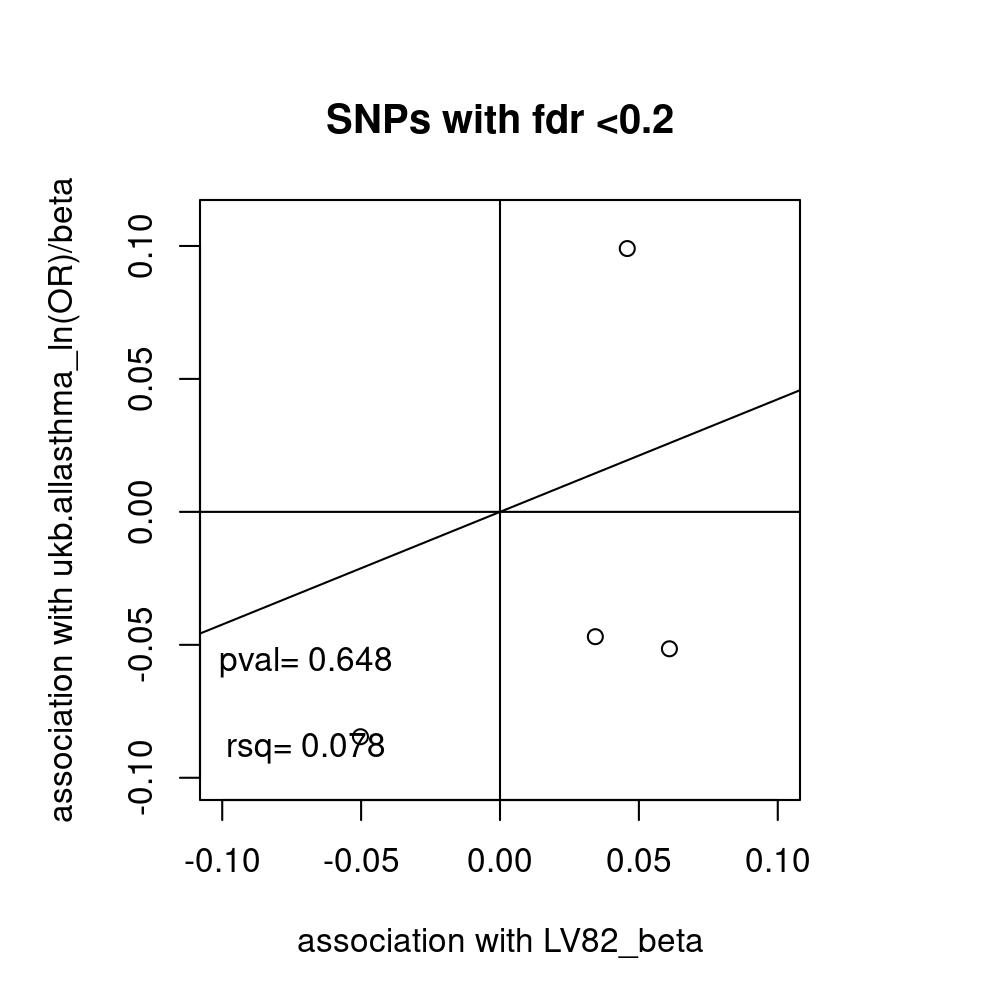 SNPs with fdr <0.2
association with ukb.allasthma_ln(OR)/beta
0.10
0.05
0.00
-0.05
-0.10
pval= 0.648
rsq= 0.078
-0.10 -0.05 0.00 0.05 0.10
association with LV82_beta